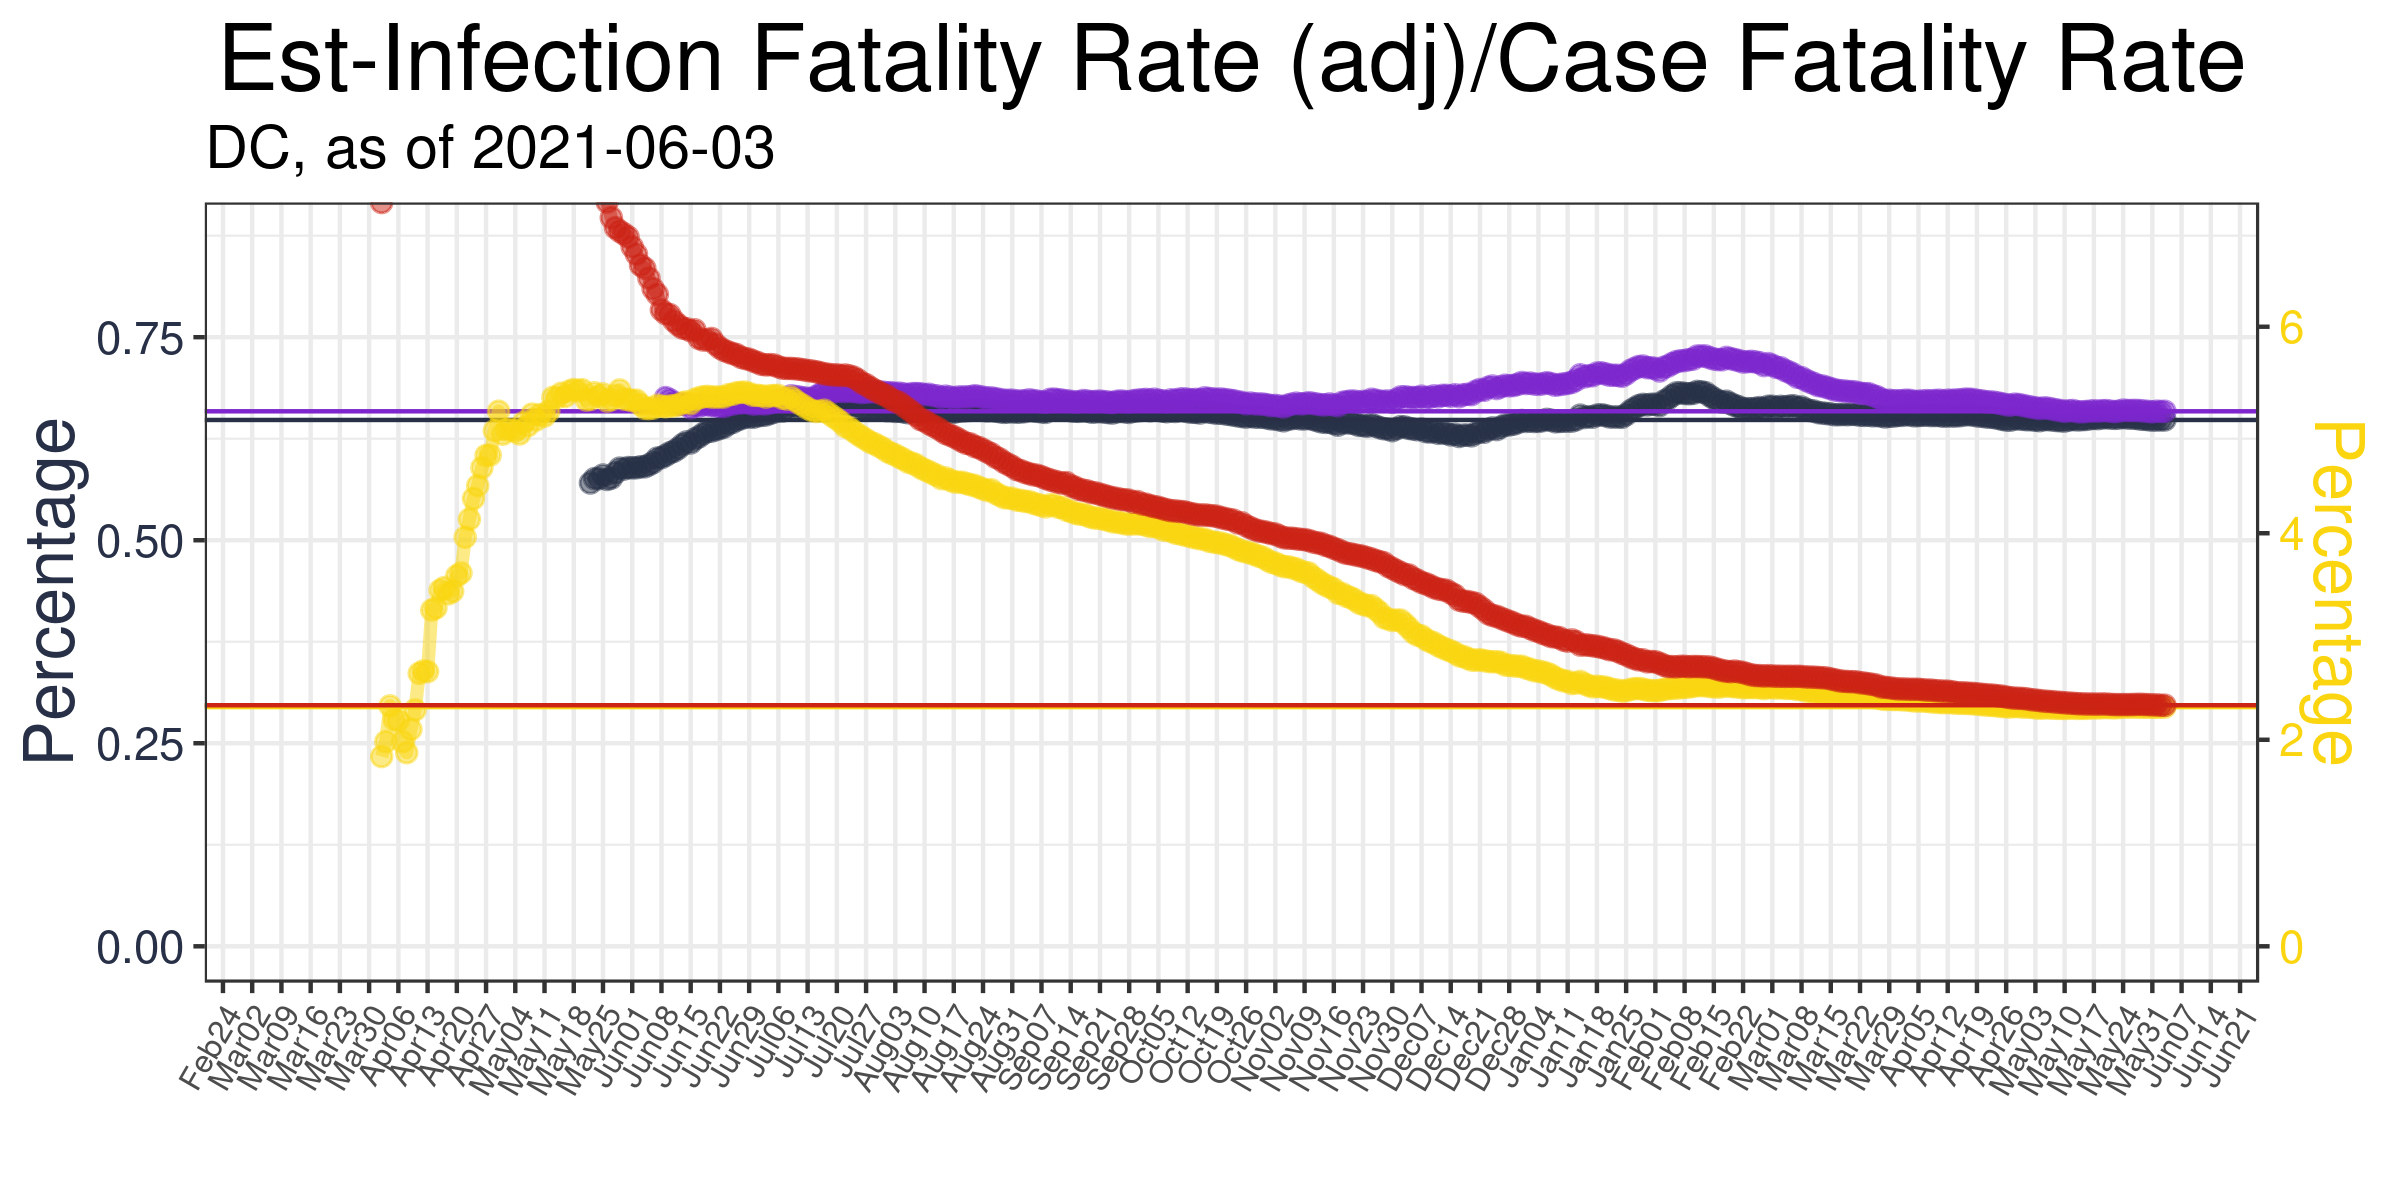 Est-Infection Fatality Rate (adj)/Case Fatality Rate
DC, as of 2021-06-03
Percentage
0.75
0.50
0.25
0.00
6
4
2
0
Percentage
Feb24
Mar02
Mar09
Mar16
Mar23
Mar30
Apr06
Apr13
Apr20
Apr27
May04
May11
May18
May25
Jun01
Jun08
Jun15
Jun22
Jun29
Jul06
Jul13
Jul20
Jul27
Aug03
Aug10
Aug17
Aug24
Aug31
Sep07
Sep14
Sep21
Sep28
Oct05
Oct12
Oct19
Oct26
Nov02
Nov09
Nov16
Nov23
Nov30
Dec07
Dec14
Dec21
Dec28
Jan04
Jan11
Jan18
Jan25
Feb01
Feb08
Feb15
Feb22
Mar01
Mar08
Mar15
Mar22
Mar29
Apr05
Apr12
Apr19
Apr26
May03
May10
May17
May24
May31
Jun07
Jun14
Jun21